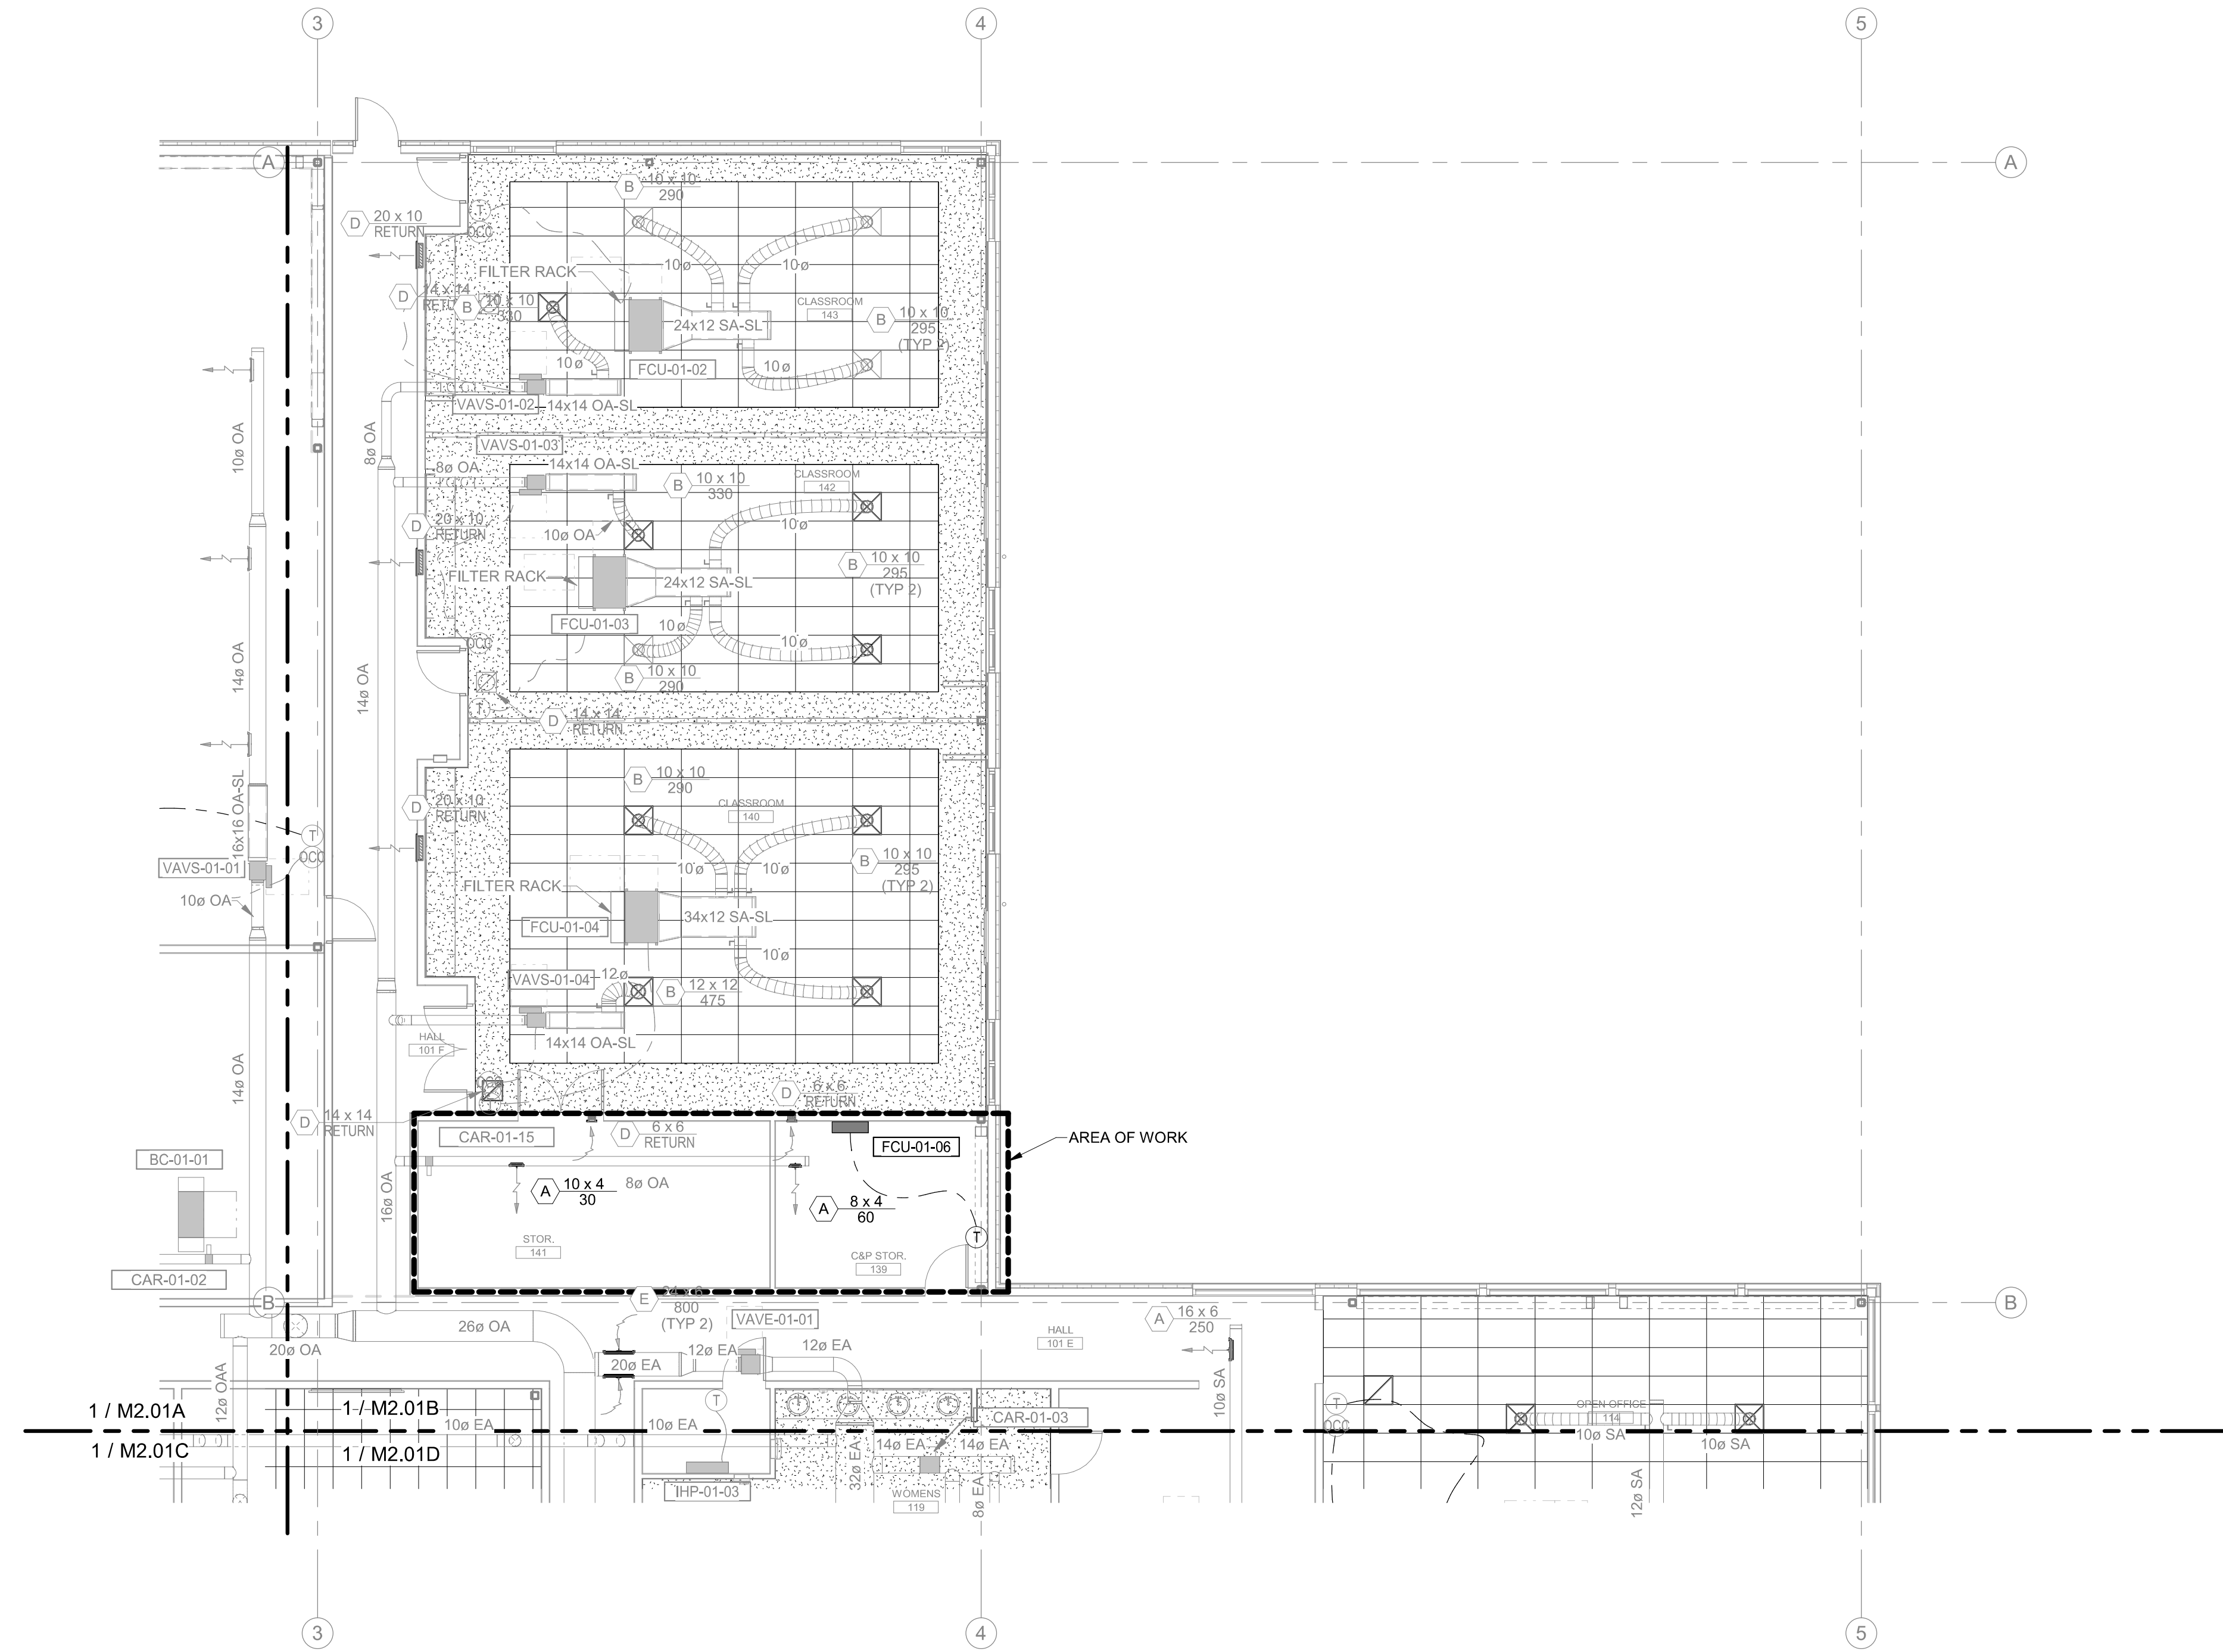 3
4
5
A
A
B
10 x 10
290
D
20 x 10
RETURN
T
OCC
10ø
10ø
FILTER RACK
D
14 x 14
B
10 x 10
330
CLASSROOM
143
B
10 x 10
295
(TYP 2)
24x12 SA-SL
10ø
FCU-01-02
10ø
VAVS-01-02
14x14 OA-SL
10ø OA
8ø OA
VAVS-01-03
8ø OA
14x14 OA-SL
B
10 x 10
330
CLASSROOM
142
D
20 x 10
RETURN
10ø OA
10ø
B
10 x 10
295
(TYP 2)
FILTER RACK
24x12 SA-SL
FCU-01-03
10ø
10ø
OCC
B
10 x 10
290
T
D
14 x 14
RETURN
14ø OA
14ø OA
B
10 x 10
290
CLASSROOM
140
D
20 x 10
RETURN
16x16 OA-SL
T
OCC
VAVS-01-01
10ø OA
B
10 x 10
295
(TYP 2)
10ø
10ø
FILTER RACK
34x12 SA-SL
FCU-01-04
10ø
VAVS-01-04
12ø
B
12 x 12
475
14x14 OA-SL
HALL
101 F
14ø OA
OCC
D
6 x 6
RETURN
D
14 x 14
RETURN
CAR-01-15
D
6 x 6
RETURN
FCU-01-06
AREA OF WORK
BC-01-01
16ø OA
A
10 x 4
30
8ø OA
A
8 x 4
60
T
STOR.
141
C&P STOR.
139
CAR-01-02
B
B
E
24 x 6
800
(TYP 2)
VAVE-01-01
A
16 x 6
250
HALL
101 E
26ø OA
20ø OA
12ø EA
12ø EA
20ø EA
12ø OAA
10ø SA
1 / M2.01A
1 / M2.01B
10ø EA
10ø EA
T
CAR-01-03
T
OCC
OPEN OFFICE
114
10ø SA
10ø SA
1 / M2.01C
1 / M2.01D
14ø EA
14ø EA
32ø EA
IHP-01-03
WOMENS
119
8ø EA
12ø SA
3
4
5